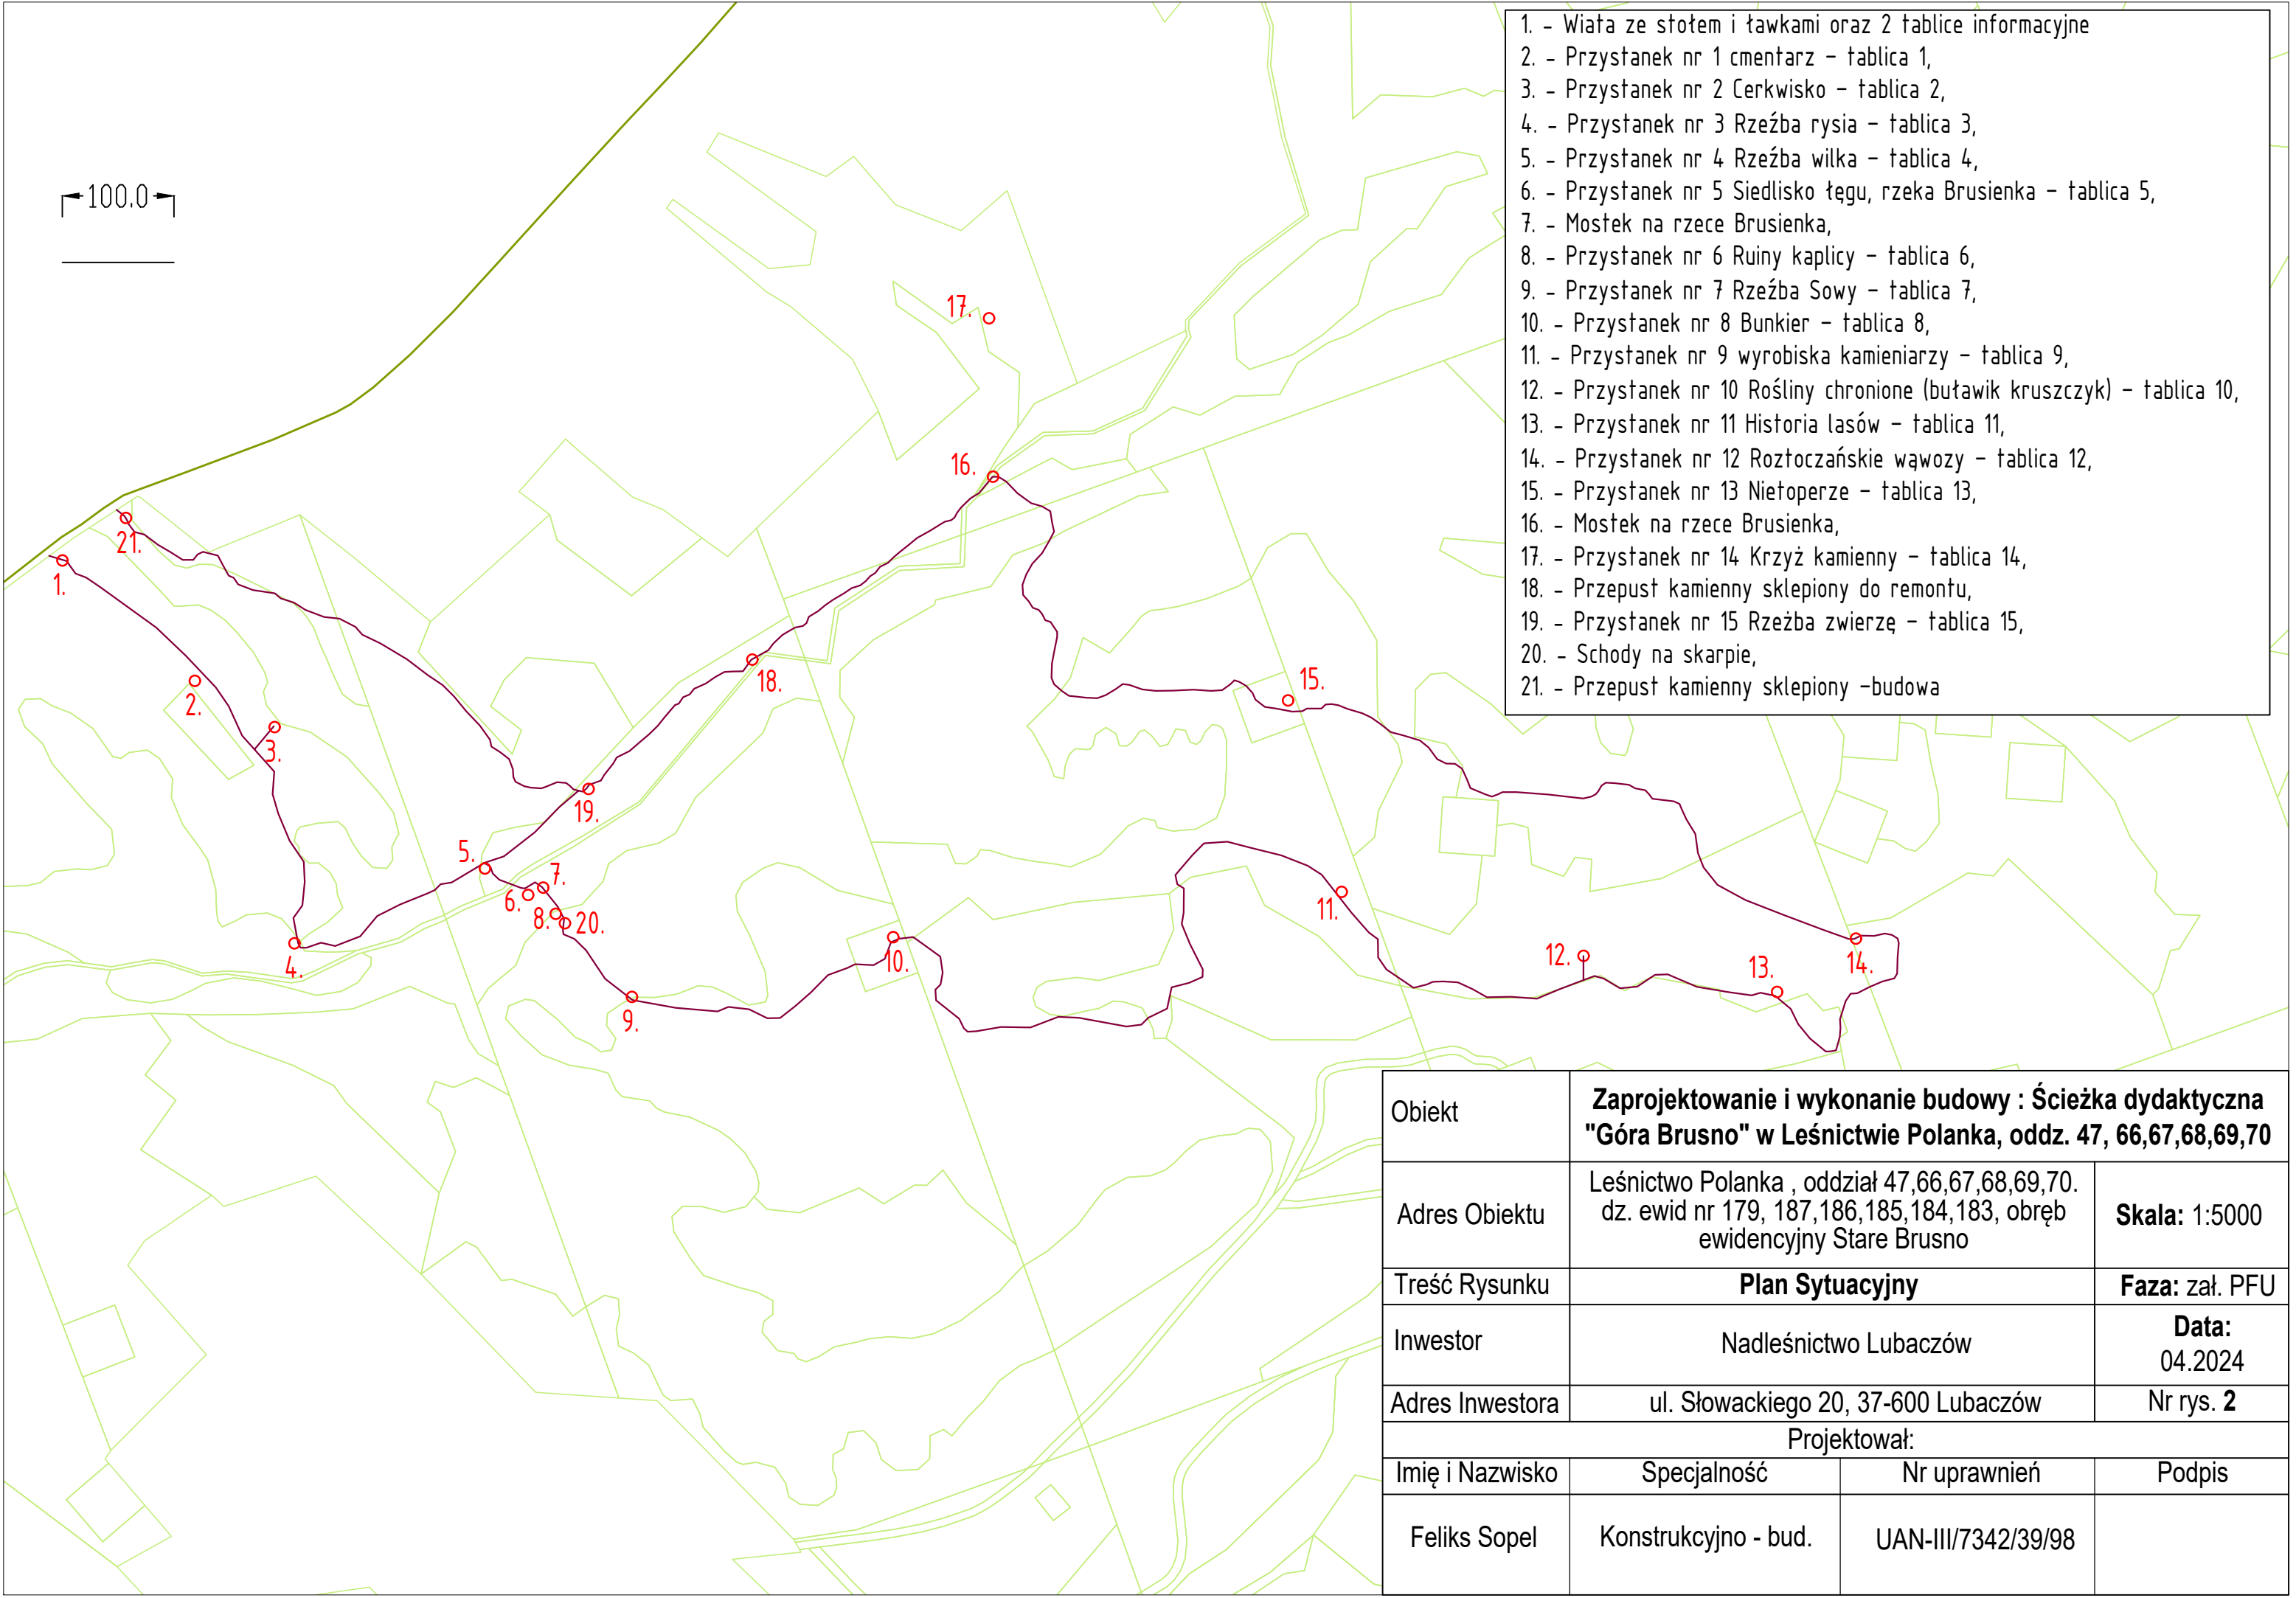 1. - Wiata ze stołem i ławkami oraz 2 tablice informacyjne
2. - Przystanek nr 1 cmentarz - tablica 1,
3. - Przystanek nr 2 Cerkwisko - tablica 2,
4. - Przystanek nr 3 Rzeźba rysia - tablica 3,
5. - Przystanek nr 4 Rzeźba wilka - tablica 4,
6. - Przystanek nr 5 Siedlisko łęgu, rzeka Brusienka - tablica 5,
7. - Mostek na rzece Brusienka,
8. - Przystanek nr 6 Ruiny kaplicy - tablica 6,
9. - Przystanek nr 7 Rzeźba Sowy - tablica 7,
10. - Przystanek nr 8 Bunkier - tablica 8,
11. - Przystanek nr 9 wyrobiska kamieniarzy - tablica 9,
12. - Przystanek nr 10 Rośliny chronione (buławik kruszczyk) - tablica 10,
13. - Przystanek nr 11 Historia lasów - tablica 11,
14. - Przystanek nr 12 Roztoczańskie wąwozy - tablica 12,
15. - Przystanek nr 13 Nietoperze - tablica 13,
16. - Mostek na rzece Brusienka,
17. - Przystanek nr 14 Krzyż kamienny - tablica 14,
18. - Przepust kamienny sklepiony do remontu,
19. - Przystanek nr 15 Rzeżba zwierzę - tablica 15,
20. - Schody na skarpie,
21. - Przepust kamienny sklepiony -budowa
100.0
17.
16.
21.
1.
15.
18.
2.
3.
19.
5.
7.
6.
8.
20.
11.
4.
10.
12.
14.
13.
9.
Obiekt
Zaprojektowanie i wykonanie budowy : Ścieżka dydaktyczna
"Góra Brusno" w Leśnictwie Polanka, oddz. 47, 66,67,68,69,70
Adres Obiektu
Leśnictwo Polanka , oddział 47,66,67,68,69,70.
dz. ewid nr 179, 187,186,185,184,183, obręb
ewidencyjny Stare Brusno
Skala: 1:5000
Treść Rysunku
Plan Sytuacyjny
Faza: zał. PFU
Inwestor
Nadleśnictwo Lubaczów
Data:
04.2024
Adres Inwestora
ul. Słowackiego 20, 37-600 Lubaczów
Nr rys. 2
Projektował:
Imię i Nazwisko
Specjalność
Nr uprawnień
Podpis
Feliks Sopel
Konstrukcyjno - bud.
UAN-III/7342/39/98